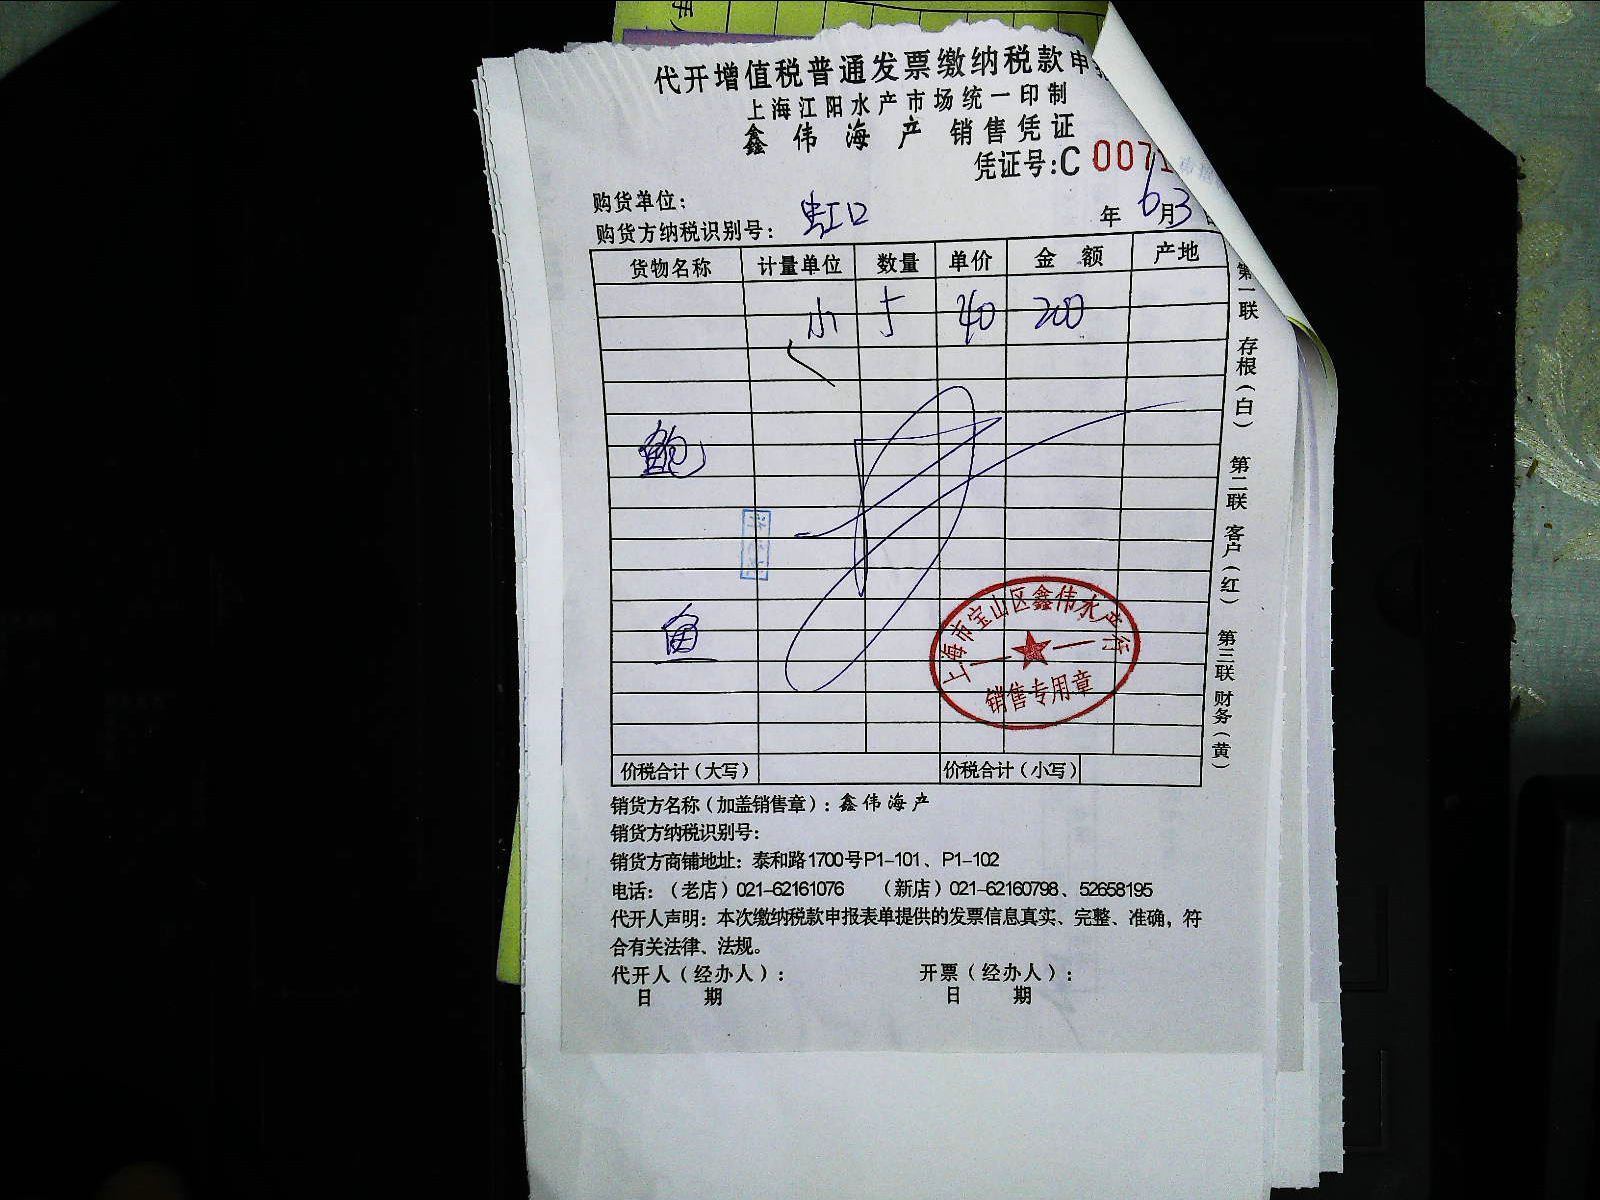 代开增值税普通发票缴纳税款申
上海江阳水产市场统一印制
鑫伟海产 销售凭证
凭证号:C 0071
购货单位:
购货方纳税识别号: 虹口 年 6月3
货物名称 计量单位 数量 单价 金 额 产地
小 5 40 200
鲍
鱼
上海市宝山区鑫伟水产行
销售专用章
价税合计(大写) 价税合计(小写)
第一联 存根(白) 第二联 客户(红) 第三联 财务(黄)
销货方名称(加盖销售章):鑫伟海产
销货方纳税识别号:
销货方商铺地址:泰和路1700号P1-101、P1-102
电话:(老店)021-62161076 (新店)021-62160798、52658195
代开人声明:本次缴纳税款申报表单提供的发票信息真实、完整、准确,符
合有关法律、法规。
代开人(经办人): 开票(经办人):
日 期 日 期